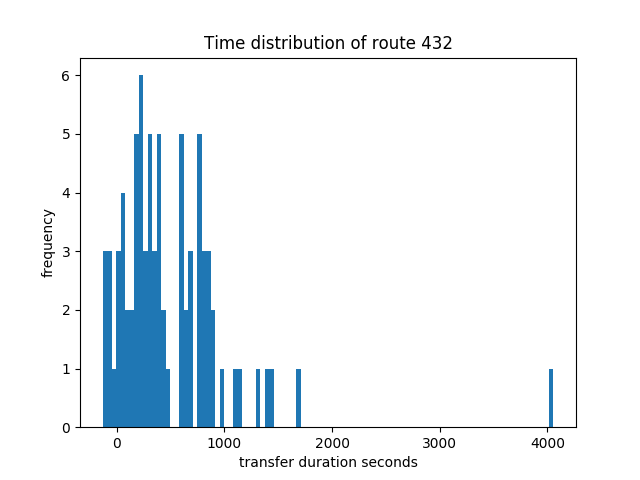 Time distribution of route 432
6
5
4
3
2
1
0
frequency
0 1000 2000 3000 4000
transfer duration seconds